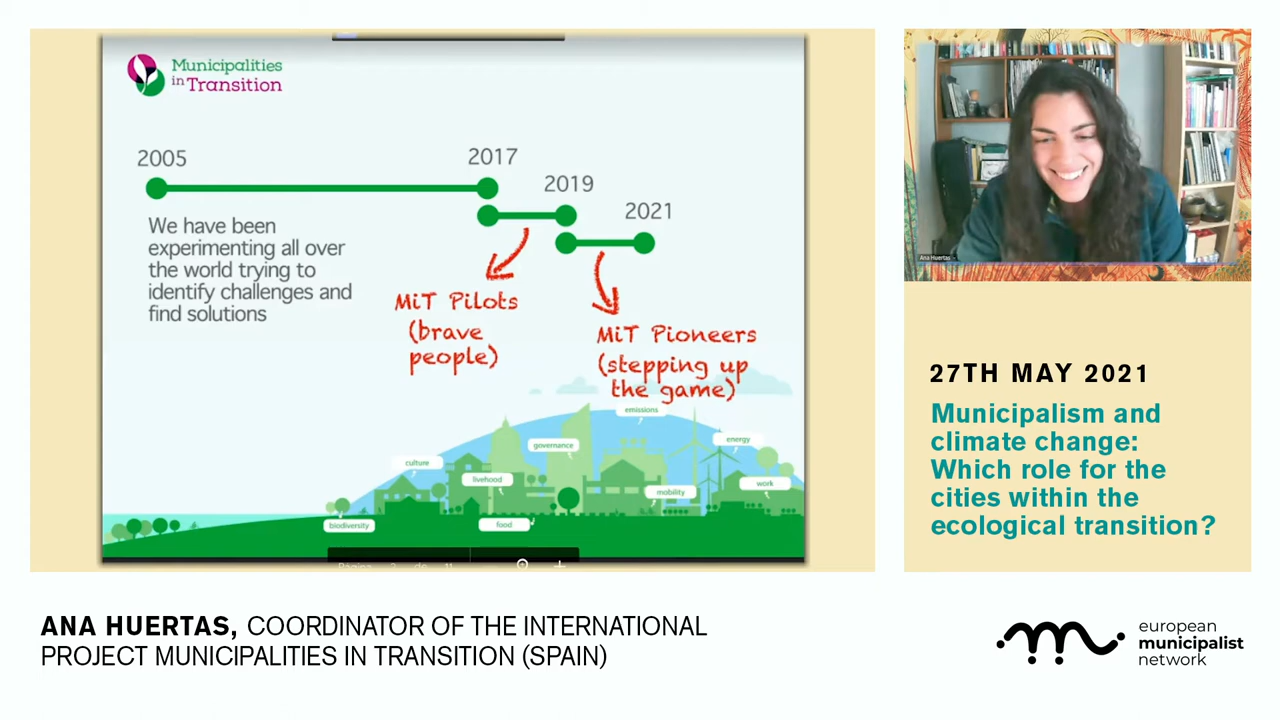 Municipalities
in Transition
2005
2017
2019
2021
We have been
experimenting all over
the world trying to
identify challenges and
find solutions
MiT Pilots
(brave
people)
MiT Pioneers
(stepping up
the game)
emissions
governance
energy
culture
livehood
work
mobility
biodiversity
food
Ana Huertas
27TH MAY 2021
Municipalism and
climate change:
Which role for the
cities within the
ecological transition?
ANA HUERTAS, COORDINATOR OF THE INTERNATIONAL
PROJECT MUNICIPALITIES IN TRANSITION (SPAIN)
european
municipalist
network